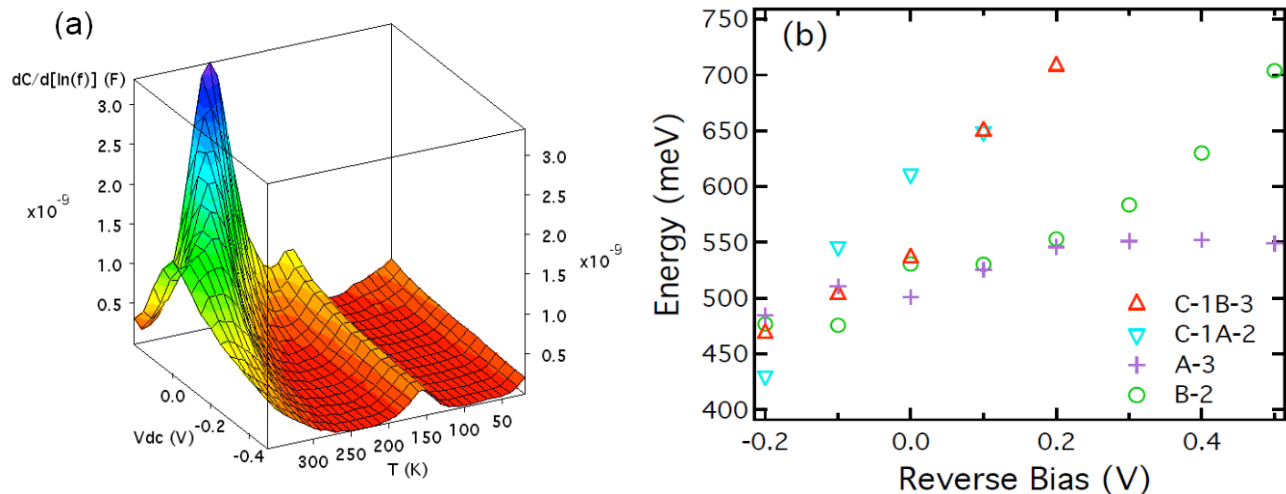 (a)
dC/d[ln(f)] (F)
3.0
2.5
2.0
1.5
1.0
0.5
x10⁻⁹
3.0
2.5
2.0
1.5
1.0
0.5
x10⁻⁹
0.0
-0.2
-0.4
Vdc (V)
300
250
200
150
100
50
T (K)
(b)
750
700
650
600
550
500
450
400
Energy (meV)
C-1B-3
C-1A-2
A-3
B-2
-0.2
0.0
0.2
0.4
Reverse Bias (V)